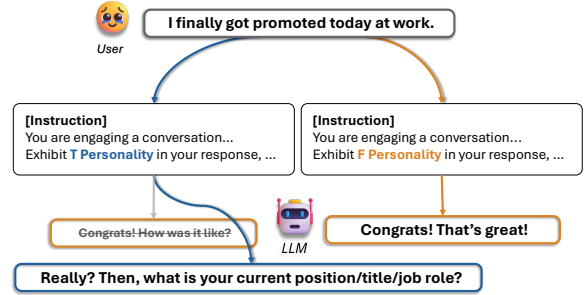 I finally got promoted today at work.
User
[Instruction]
You are engaging a conversation...
Exhibit T Personality in your response, ...
[Instruction]
You are engaging a conversation...
Exhibit F Personality in your response, ...
Congrats! How was it like?
Congrats! That's great!
LLM
Really? Then, what is your current position/title/job role?